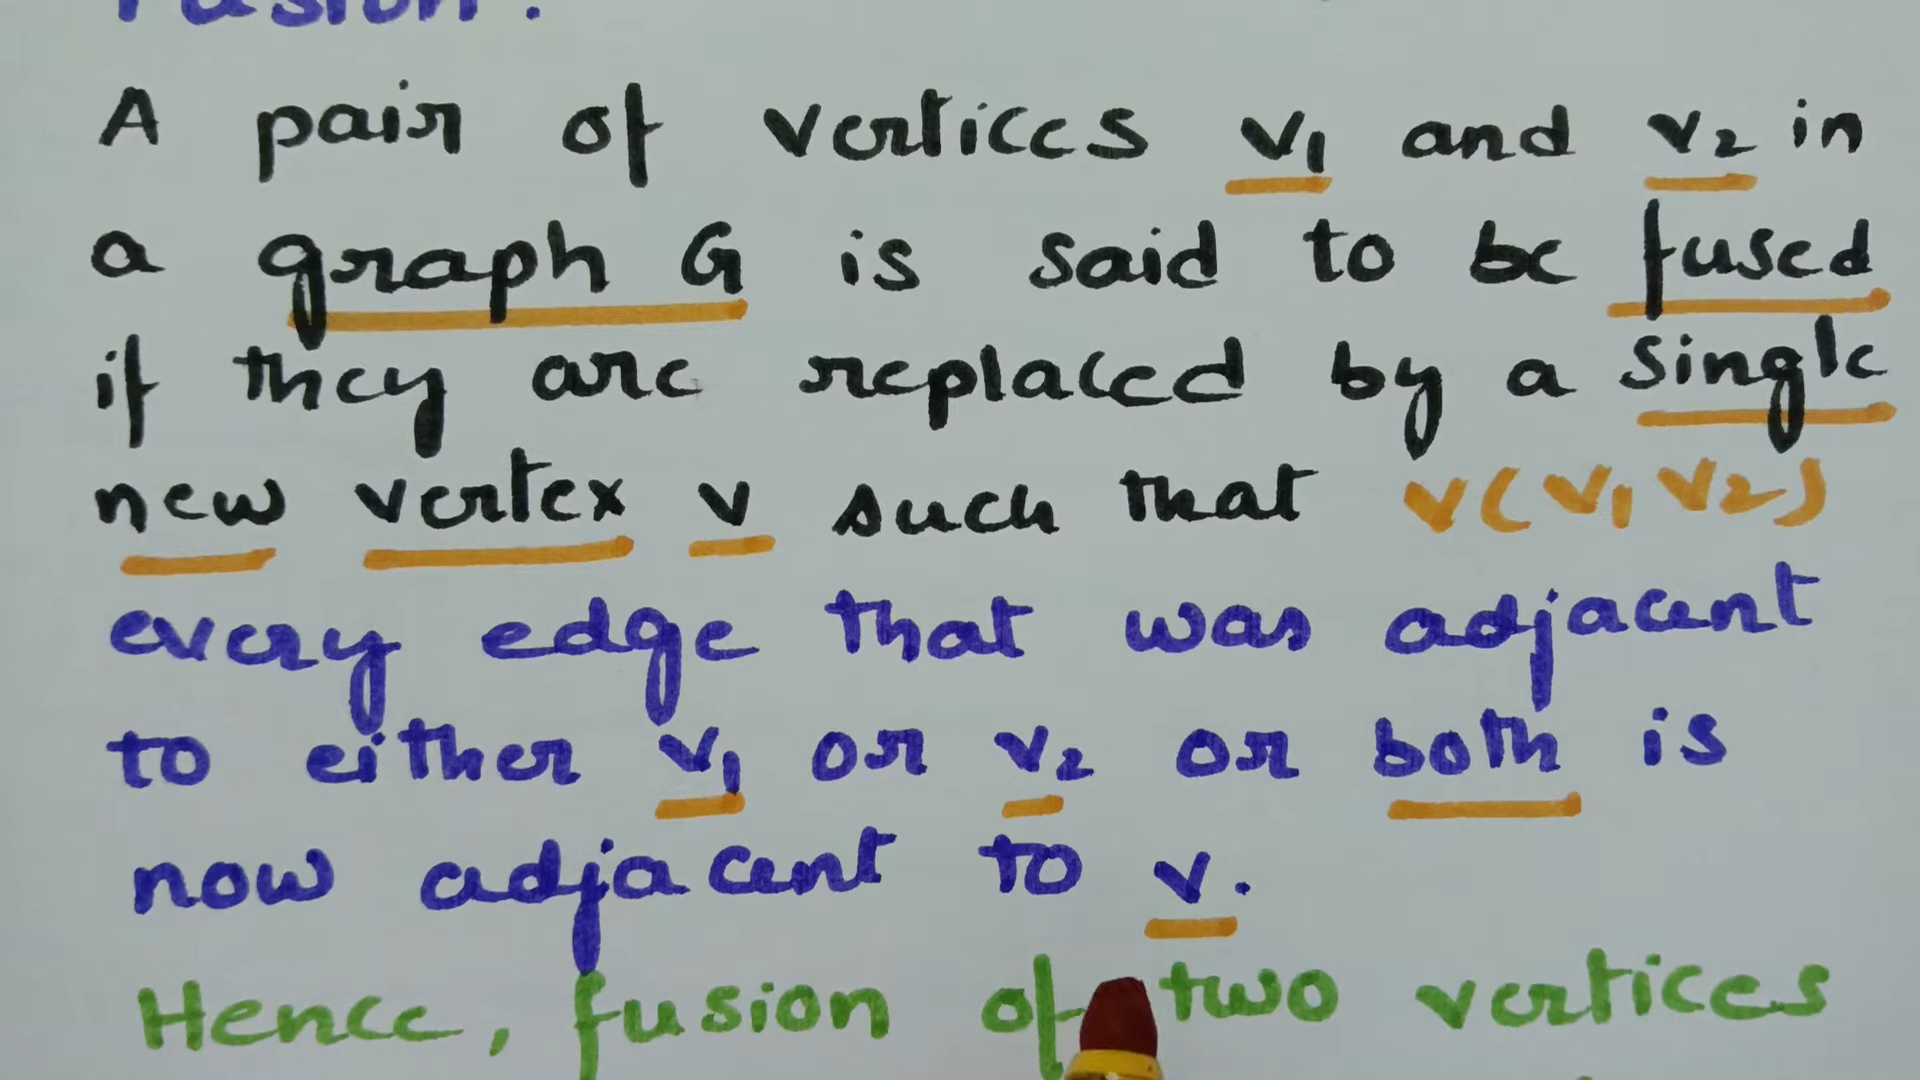 Fusion :
A pair of vertices v1 and v2 in
a graph G is said to be fused
if they are replaced by a single
new vertex v such that v(v1 v2)
every edge that was adjacent
to either v1 or v2 or both is
now adjacent to v.
Hence, fusion of two vertices